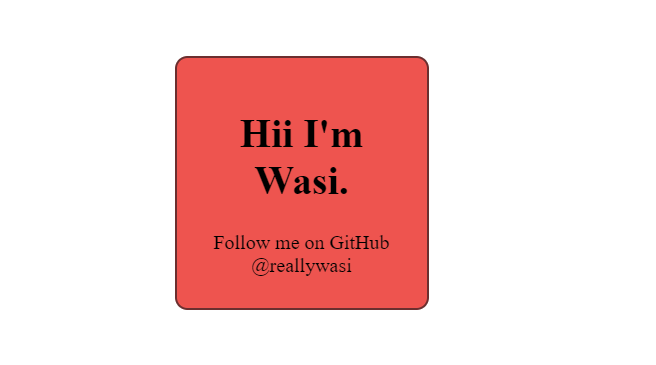 Hii I'm
Wasi.
Follow me on GitHub
@reallywasi